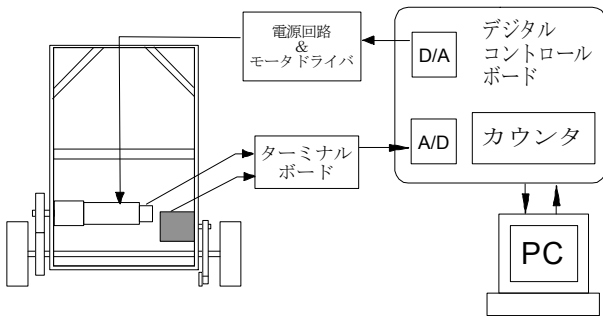 電源回路
&
モータドライバ
D/A
デジタル
コントロール
ボード
ターミナル
ボード
A/D
カウンタ
PC